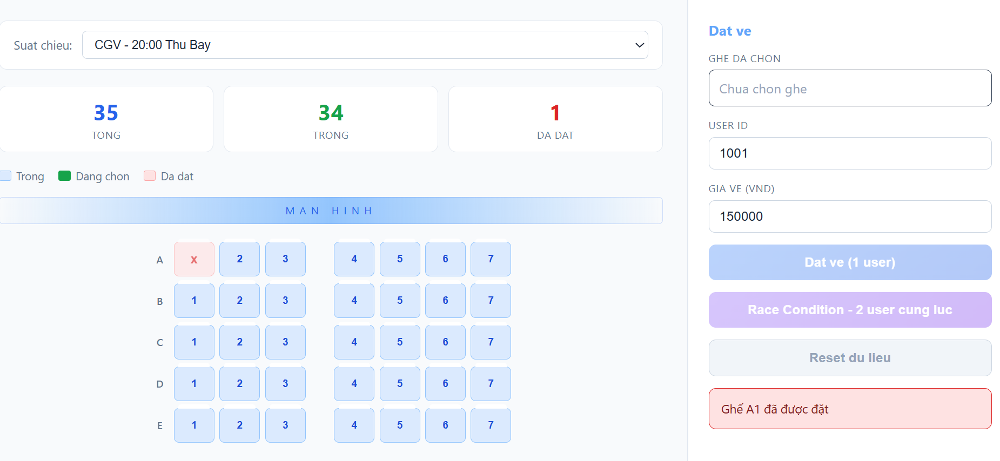 Suat chieu: CGV - 20:00 Thu Bay
35
TONG
34
TRONG
1
DA DAT
Trong Dang chon Da dat
MAN HINH
A x 2 3 4 5 6 7
B 1 2 3 4 5 6 7
C 1 2 3 4 5 6 7
D 1 2 3 4 5 6 7
E 1 2 3 4 5 6 7
Dat ve
GHE DA CHON
Chua chon ghe
USER ID
1001
GIA VE (VND)
150000
Dat ve (1 user)
Race Condition - 2 user cung luc
Reset du lieu
Ghế A1 đã được đặt